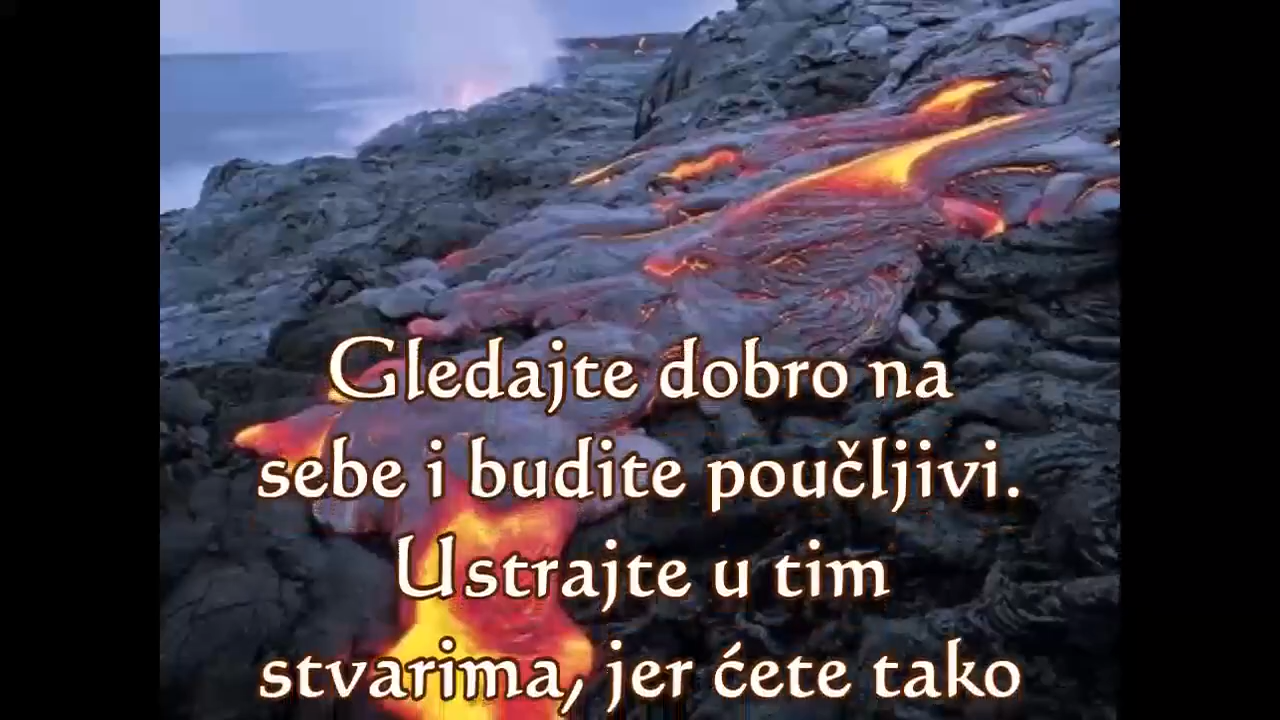 Gledajte dobro na
sebe i budite poučljivi.
Ustrajte u tim
stvarima, jer ćete tako